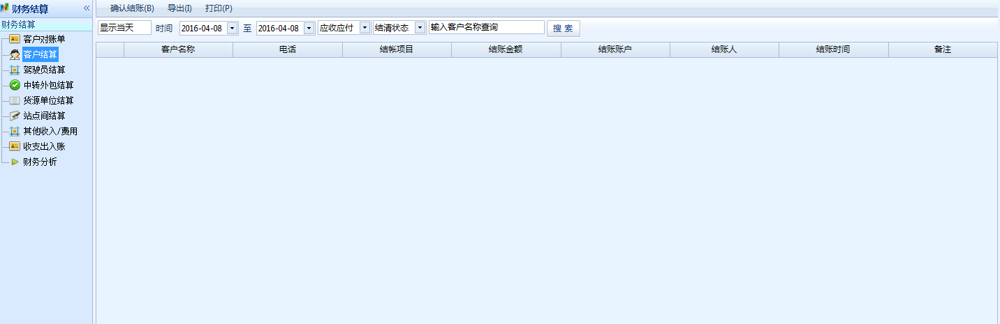 财务结算
确认结账(B) 导出(I) 打印(P)
财务结算
显示当天 时间 2016-04-08 至 2016-04-08 应收应付 结清状态 输入客户名称查询 搜 索
客户名称 电话 结帐项目 结账金额 结账账户 结账人 结账时间 备注
客户对账单
客户结算
驾驶员结算
中转外包结算
货源单位结算
站点间结算
其他收入/费用
收支出入账
财务分析